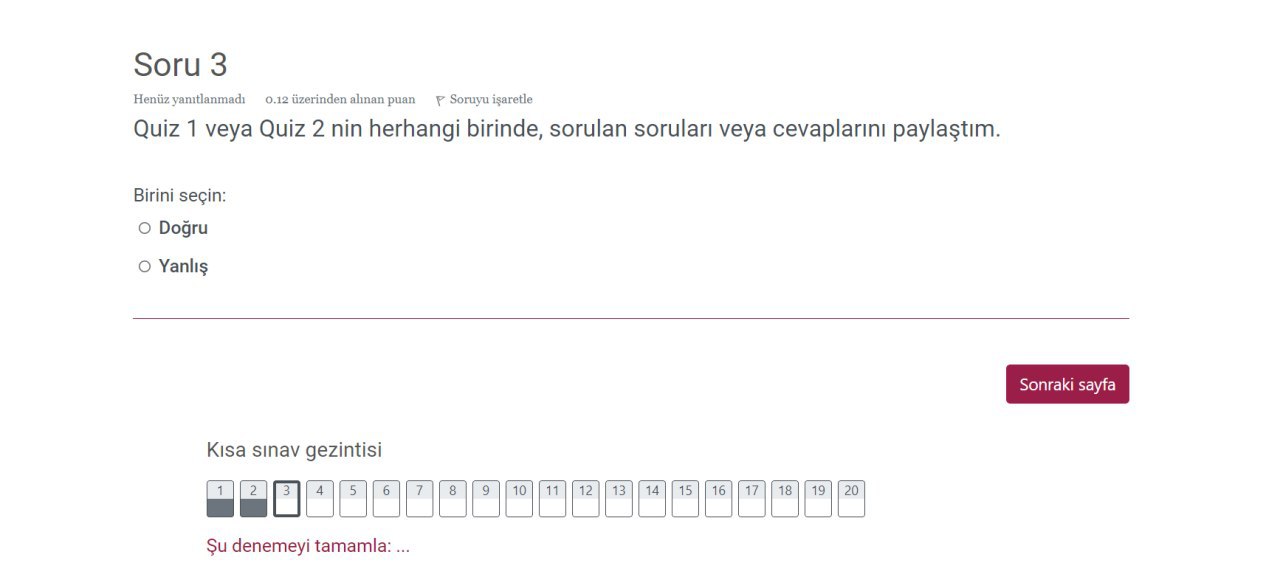 Soru 3
Henüz yanıtlanmadı 0.12 üzerinden alınan puan Soruyu işaretle
Quiz 1 veya Quiz 2 nin herhangi birinde, sorulan soruları veya cevaplarını paylaştım.
Birini seçin:
Doğru
Yanlış
Sonraki sayfa
Kısa sınav gezintisi
1 2 3 4 5 6 7 8 9 10 11 12 13 14 15 16 17 18 19 20
Şu denemeyi tamamla: ...